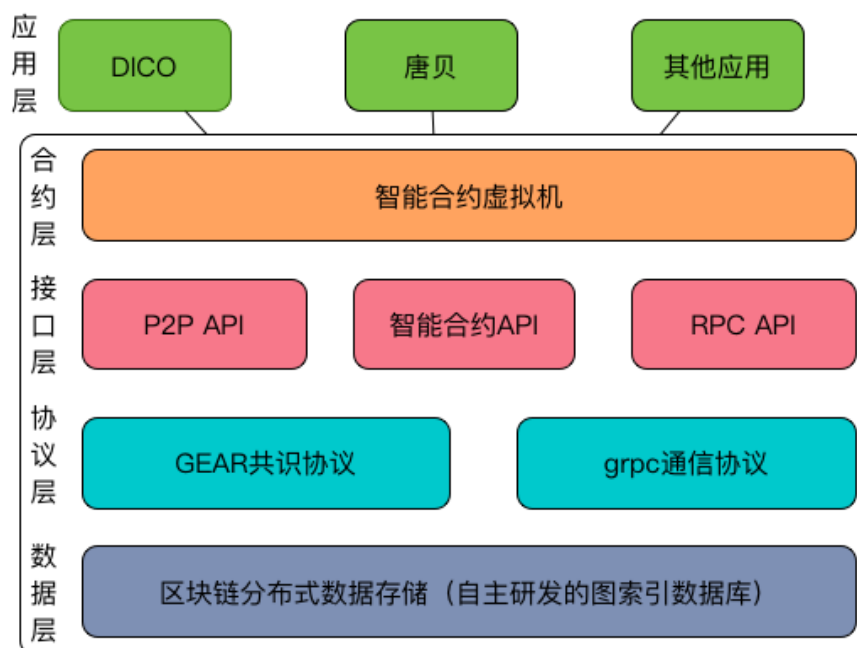 应用层
DICO
唐贝
其他应用
合约层
智能合约虚拟机
接口层
P2P API
智能合约API
RPC API
协议层
GEAR共识协议
grpc通信协议
数据层
区块链分布式数据存储（自主研发的图索引数据库）